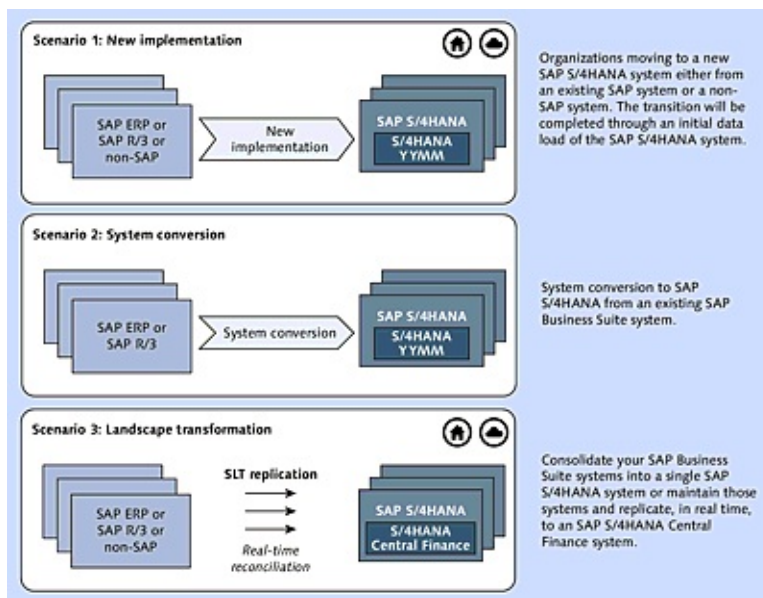 Scenario 1: New implementation
SAP ERP or
SAP R/3 or
non-SAP
New
implementation
SAP S/4HANA
S/4HANA
YYMM
Organizations moving to a new
SAP S/4HANA system either from
an existing SAP system or a non-
SAP system. The transition will be
completed through an initial data
load of the SAP S/4HANA system.
Scenario 2: System conversion
SAP ERP or
SAP R/3
System conversion
SAP S/4HANA
S/4HANA
YYMM
System conversion to SAP
S/4HANA from an existing SAP
Business Suite system.
Scenario 3: Landscape transformation
SAP ERP or
SAP R/3 or
non-SAP
SLT replication
Real-time
reconciliation
SAP S/4HANA
S/4HANA
Central Finance
Consolidate your SAP Business
Suite systems into a single SAP
S/4HANA system or maintain those
systems and replicate, in real time,
to an SAP S/4HANA Central
Finance system.